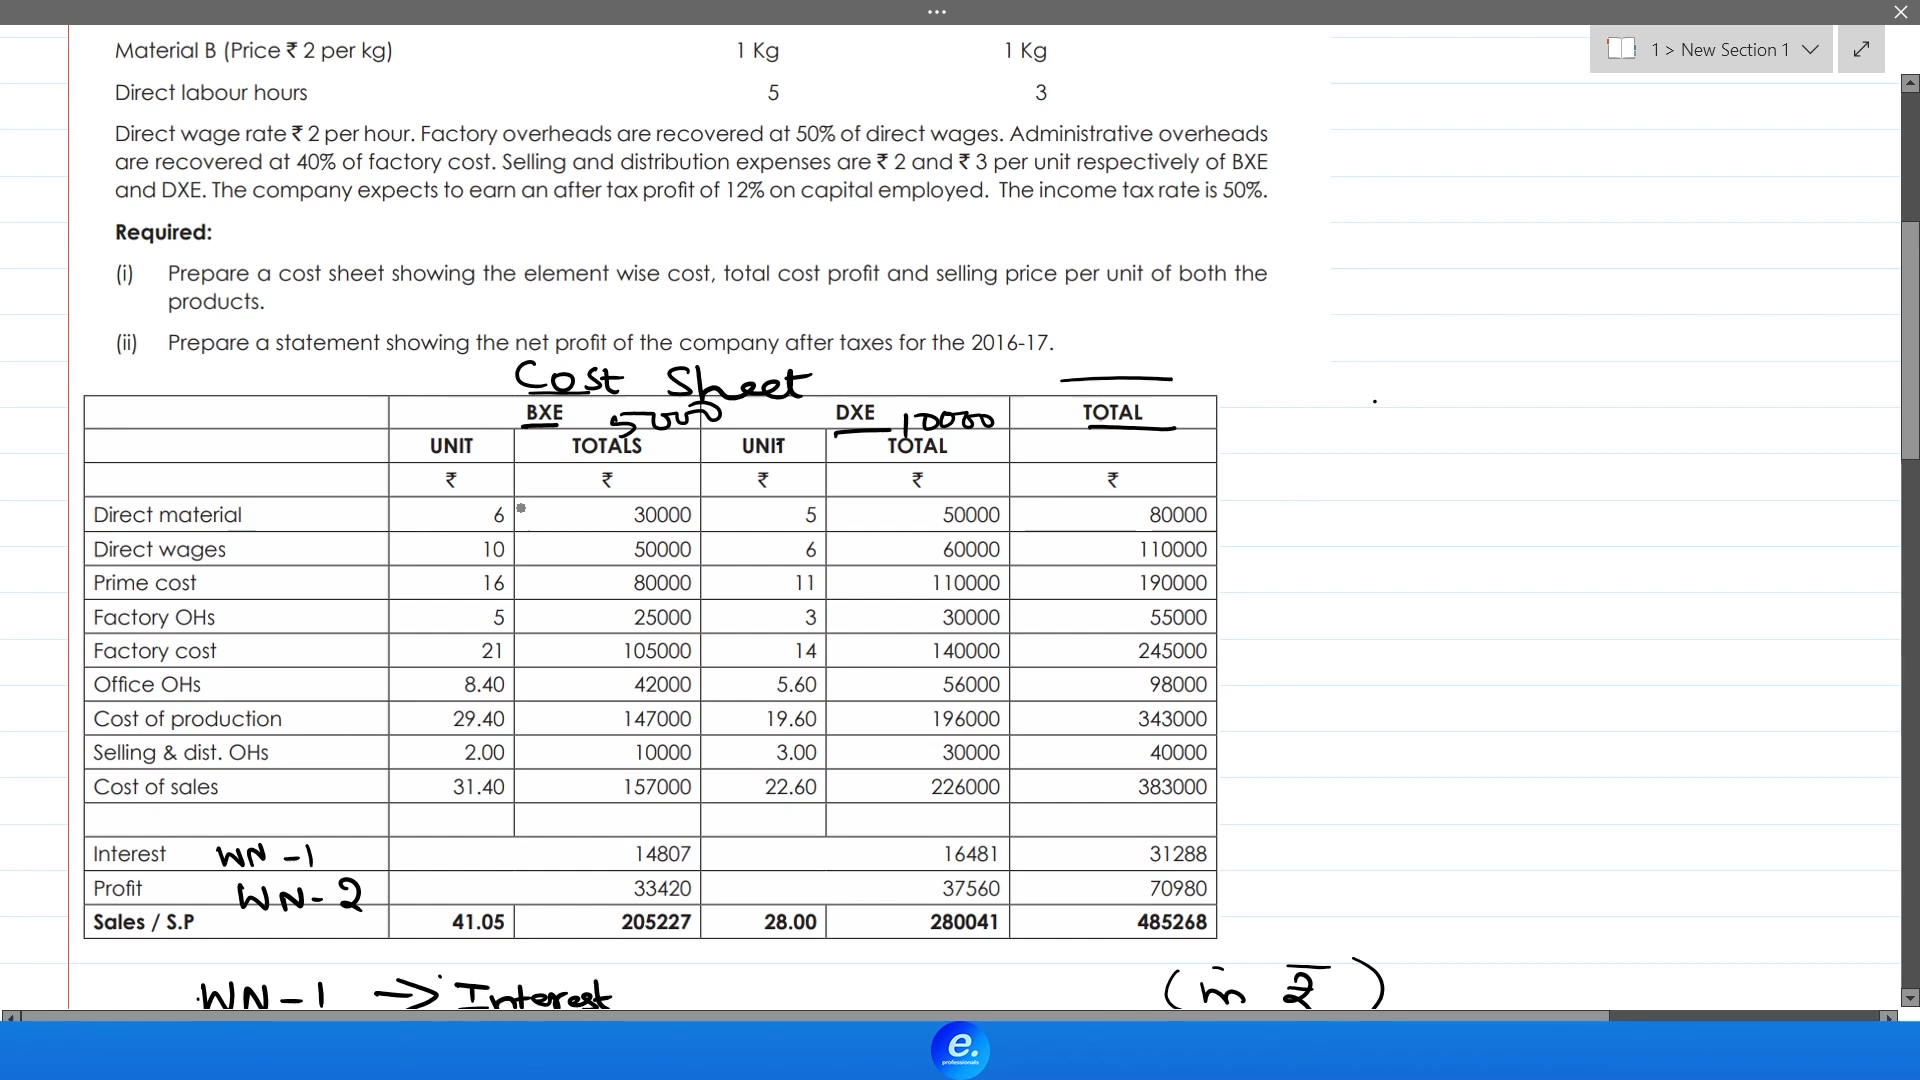 ...
1 > New Section 1
Material B (Price ₹ 2 per kg) 1 Kg 1 Kg
Direct labour hours 5 3
Direct wage rate ₹ 2 per hour. Factory overheads are recovered at 50% of direct wages. Administrative overheads
are recovered at 40% of factory cost. Selling and distribution expenses are ₹ 2 and ₹ 3 per unit respectively of BXE
and DXE. The company expects to earn an after tax profit of 12% on capital employed. The income tax rate is 50%.
Required:
(i) Prepare a cost sheet showing the element wise cost, total cost profit and selling price per unit of both the
products.
(ii) Prepare a statement showing the net profit of the company after taxes for the 2016-17.
Cost Sheet
BXE 5000 DXE 10000 TOTAL
UNIT TOTALS UNIT TOTAL
₹ ₹ ₹ ₹ ₹
Direct material 6 30000 5 50000 80000
Direct wages 10 50000 6 60000 110000
Prime cost 16 80000 11 110000 190000
Factory OHs 5 25000 3 30000 55000
Factory cost 21 105000 14 140000 245000
Office OHs 8.40 42000 5.60 56000 98000
Cost of production 29.40 147000 19.60 196000 343000
Selling & dist. OHs 2.00 10000 3.00 30000 40000
Cost of sales 31.40 157000 22.60 226000 383000
Interest WN -1 14807 16481 31288
Profit WN-2 33420 37560 70980
Sales / S.P 41.05 205227 28.00 280041 485268
WN-1 → Interest (in ₹)
e.
professionals